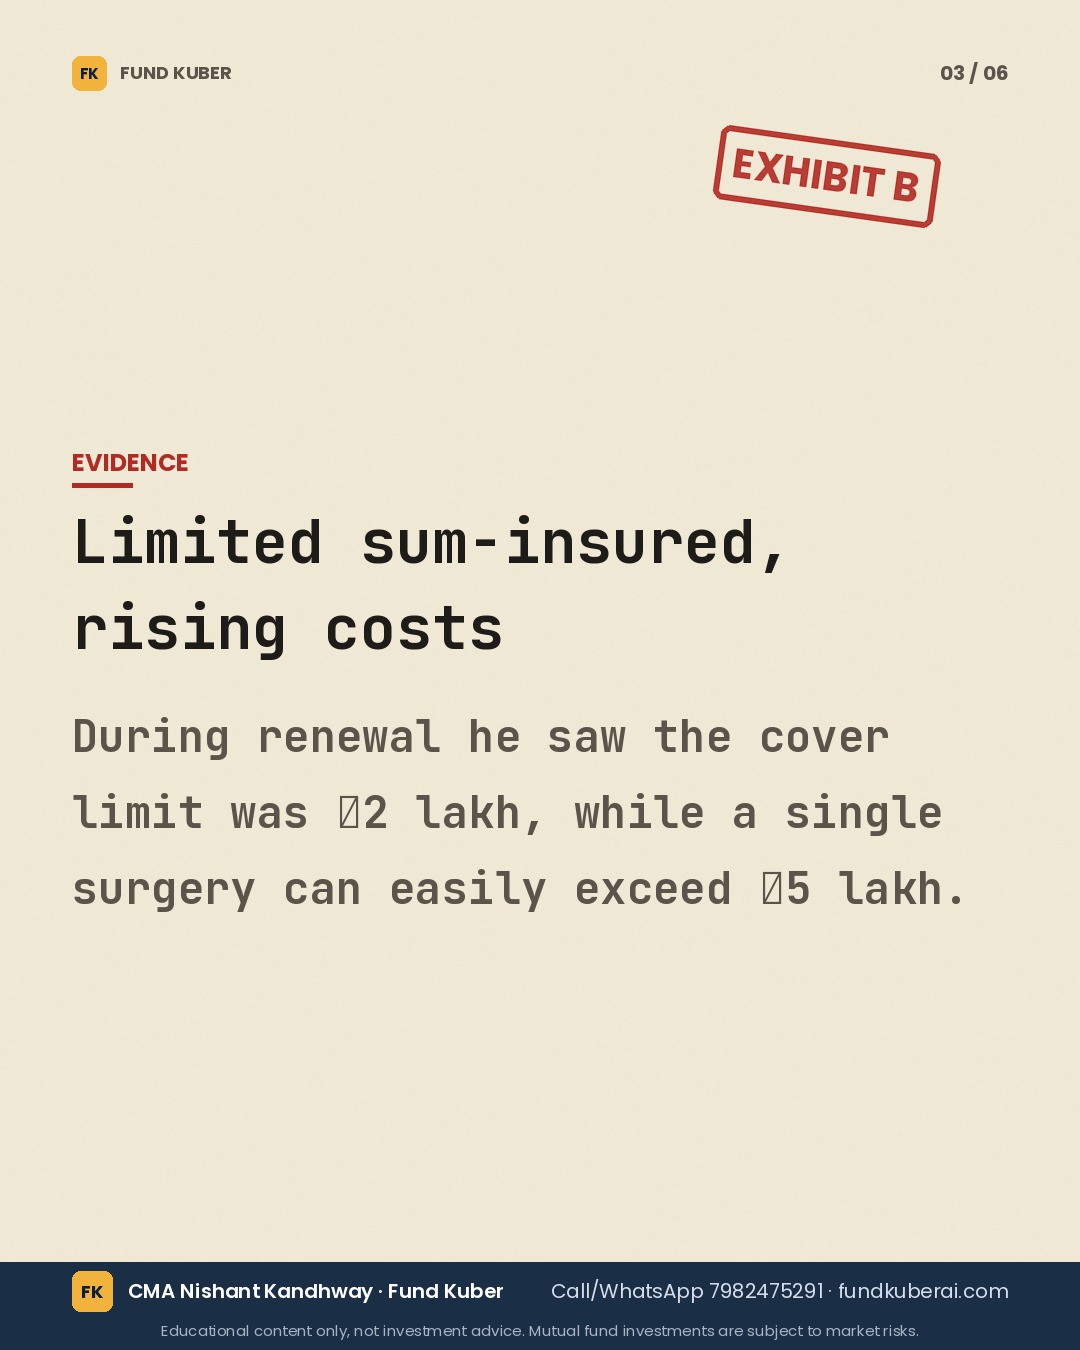 FK FUND KUBER
03 / 06
EXHIBIT B
EVIDENCE
Limited sum-insured,
rising costs
During renewal he saw the cover
limit was 2 lakh, while a single
surgery can easily exceed 5 lakh.
FK CMA Nishant Kandhway · Fund Kuber
Call/WhatsApp 7982475291 · fundkuberai.com
Educational content only, not investment advice. Mutual fund investments are subject to market risks.